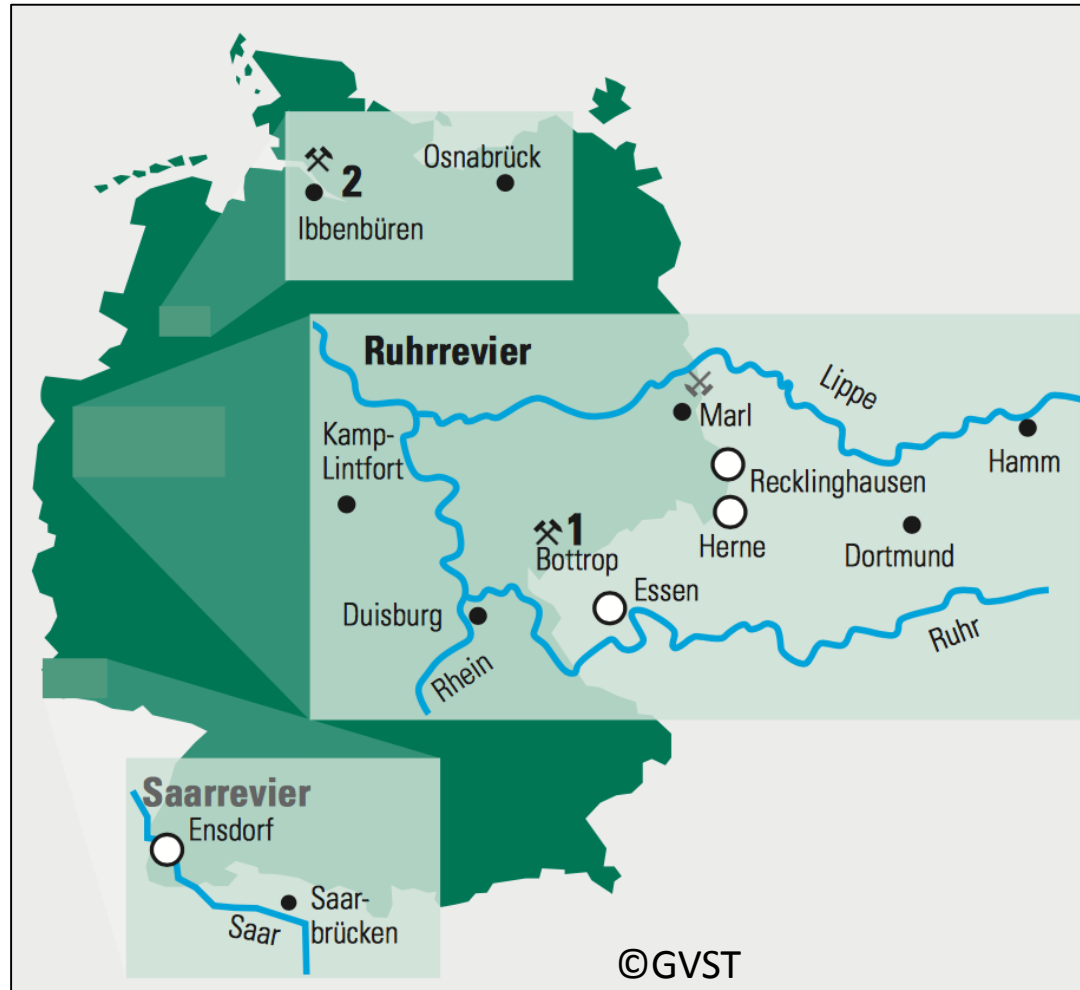 Osnabrück
2
Ibbenbüren
Ruhrrevier
Lippe
Marl
Kamp-
Lintfort
Hamm
Recklinghausen
1
Herne
Dortmund
Bottrop
Essen
Duisburg
Ruhr
Rhein
Saarrevier
Ensdorf
Saar-
brücken
Saar
©GVST